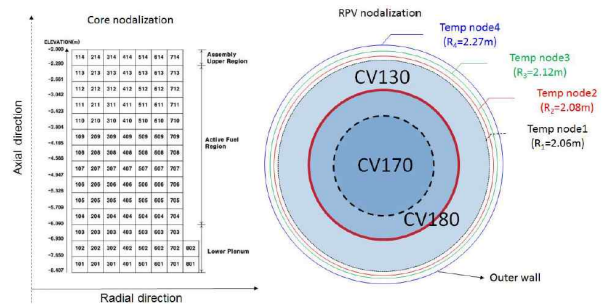 Core nodalization
RPV nodalization
ELEVATION(m)
Axial direction
Radial direction
114 214 314 414 514 614 714
113 213 313 413 513 613 713
112 212 312 412 512 612 712
111 211 311 411 511 611 711
110 210 310 410 510 610 710
109 209 309 409 509 609 709
108 208 308 408 508 608 708
107 207 307 407 507 607 707
106 206 306 406 506 606 706
105 205 305 405 505 605 705
104 204 304 404 504 604 704
103 203 303 403 503 603 703
102 202 302 402 502 602 702 802
101 201 301 401 501 601 701 801
Assembly
Upper Region
Active Fuel
Region
Lower Plenum
Temp node4
(R4=2.27m)
Temp node3
(R3=2.12m)
Temp node2
(R2=2.08m)
Temp node1
(R1=2.06m)
CV130
CV170
CV180
Outer wall